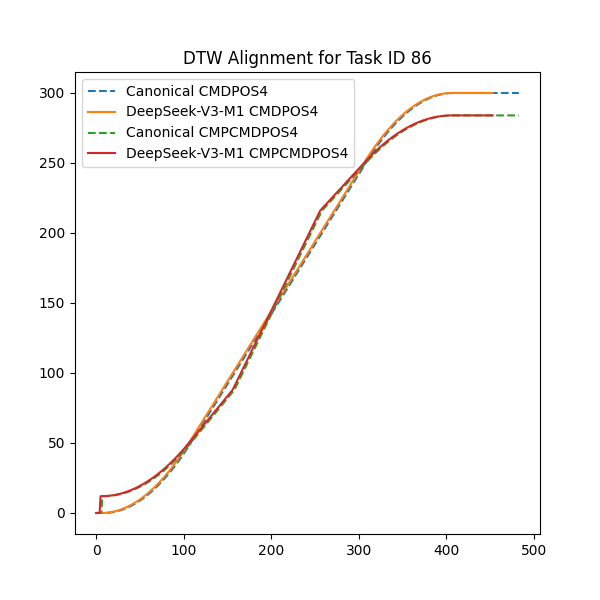 DTW Alignment for Task ID 86
Canonical CMDPOS4
DeepSeek-V3-M1 CMDPOS4
Canonical CMPCMDPOS4
DeepSeek-V3-M1 CMPCMDPOS4
300
250
200
150
100
50
0
0 100 200 300 400 500